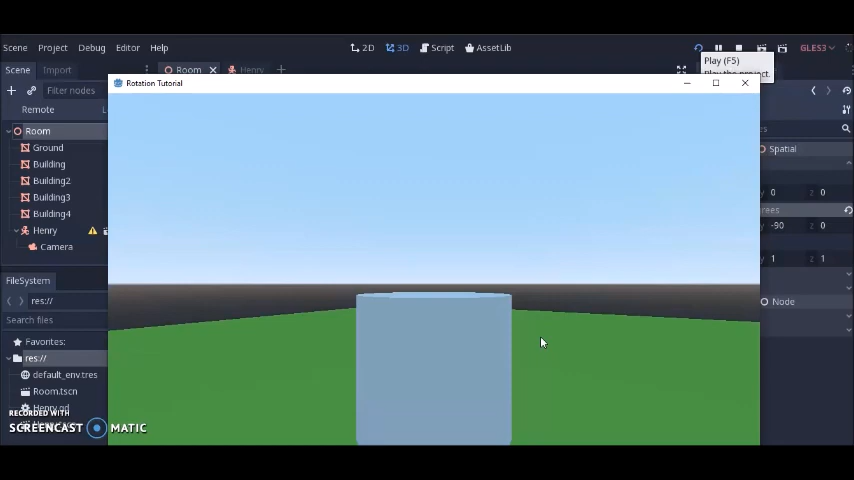 Scene Project Debug Editor Help 2D 3D Script AssetLib GLES3
Play (F5)
Scene Import Room Henry
Filter nodes
Rotation Tutorial
Remote
Room
Ground
Building
Building2
Building3
Building4
Henry
Camera
Spatial
y 0 z 0
y -90 z 0
y 1 z 1
Node
FileSystem
res://
Search files
Favorites:
res://
default_env.tres
Room.tscn
Henry.gd
RECORDED WITH
SCREENCAST MATIC